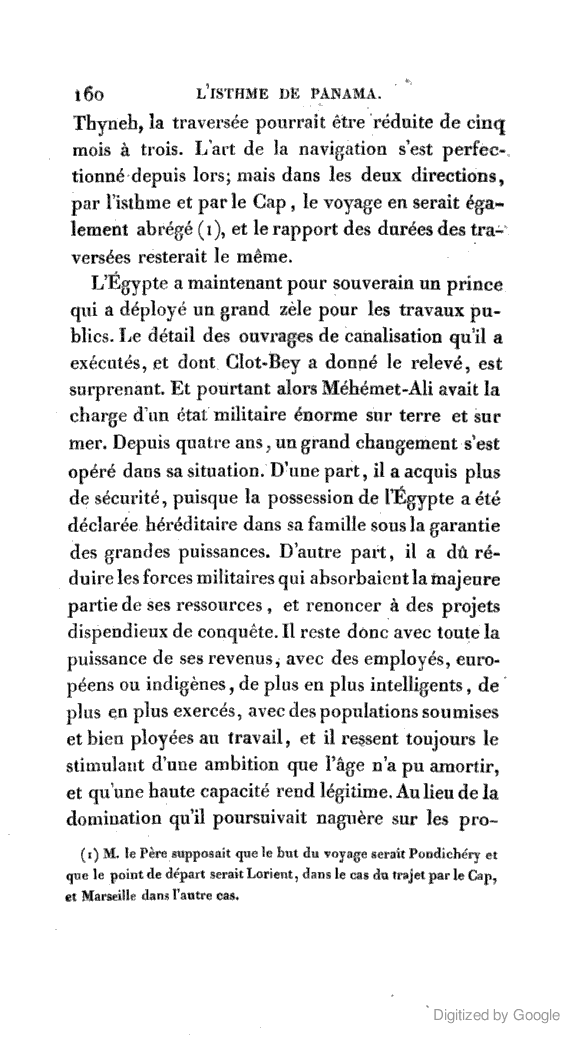 160 L'ISTHME DE PANAMA.
Thyneh, la traversée pourrait être réduite de cinq
mois à trois. L'art de la navigation s'est perfec-
tionné depuis lors; mais dans les deux directions,
par l'isthme et par le Cap, le voyage en serait éga-
lement abrégé (1), et le rapport des durées des tra-
versées resterait le même.
L'Égypte a maintenant pour souverain un prince
qui a déployé un grand zèle pour les travaux pu-
blics. Le détail des ouvrages de canalisation qu'il a
exécutés, et dont Clot-Bey a donné le relevé, est
surprenant. Et pourtant alors Méhémet-Ali avait la
charge d'un état militaire énorme sur terre et sur
mer. Depuis quatre ans, un grand changement s'est
opéré dans sa situation. D'une part, il a acquis plus
de sécurité, puisque la possession de l'Égypte a été
déclarée héréditaire dans sa famille sous la garantie
des grandes puissances. D'autre part, il a dû ré-
duire les forces militaires qui absorbaient la majeure
partie de ses ressources, et renoncer à des projets
dispendieux de conquête. Il reste donc avec toute la
puissance de ses revenus, avec des employés, euro-
péens ou indigènes, de plus en plus intelligents, de
plus en plus exercés, avec des populations soumises
et bien ployées au travail, et il ressent toujours le
stimulant d'une ambition que l'âge n'a pu amortir,
et qu'une haute capacité rend légitime. Au lieu de la
domination qu'il poursuivait naguère sur les pro-
(1) M. le Père supposait que le but du voyage serait Pondichéry et
que le point de départ serait Lorient, dans le cas du trajet par le Cap,
et Marseille dans l'autre cas.
Digitized by Google